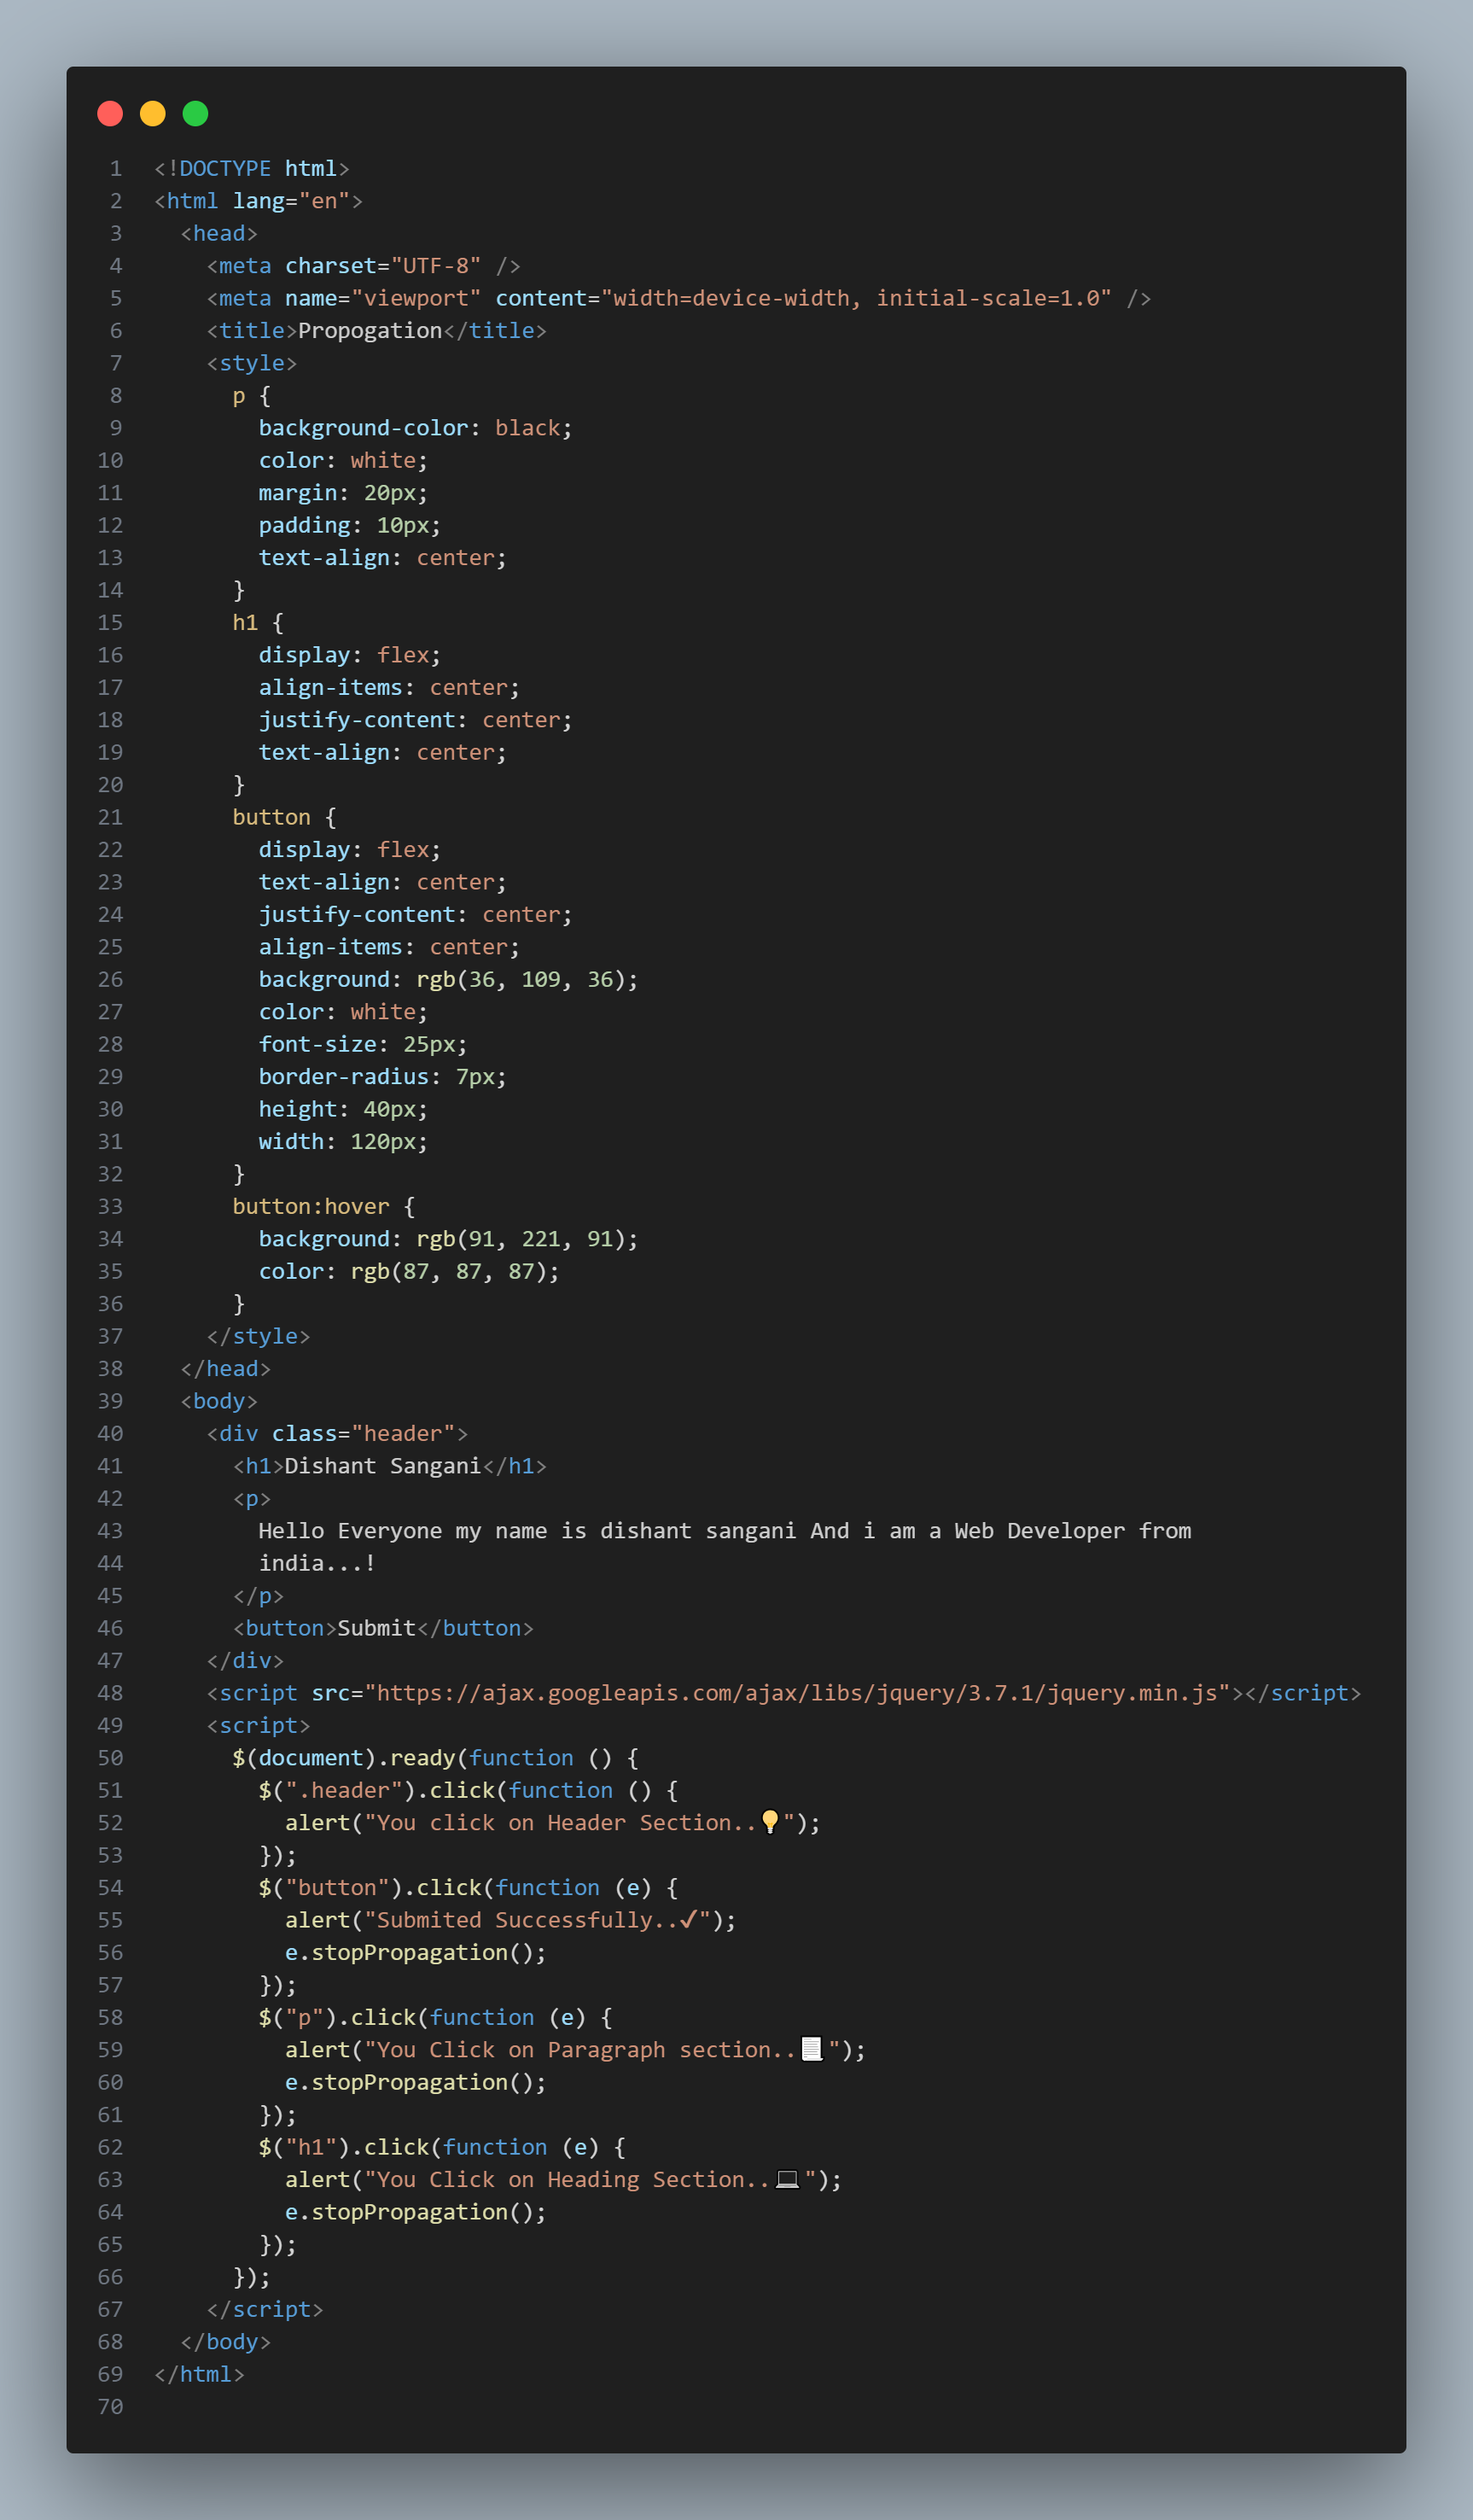 1 <!DOCTYPE html>
2 <html lang="en">
3   <head>
4     <meta charset="UTF-8" />
5     <meta name="viewport" content="width=device-width, initial-scale=1.0" />
6     <title>Propogation</title>
7     <style>
8       p {
9         background-color: black;
10         color: white;
11         margin: 20px;
12         padding: 10px;
13         text-align: center;
14       }
15       h1 {
16         display: flex;
17         align-items: center;
18         justify-content: center;
19         text-align: center;
20       }
21       button {
22         display: flex;
23         text-align: center;
24         justify-content: center;
25         align-items: center;
26         background: rgb(36, 109, 36);
27         color: white;
28         font-size: 25px;
29         border-radius: 7px;
30         height: 40px;
31         width: 120px;
32       }
33       button:hover {
34         background: rgb(91, 221, 91);
35         color: rgb(87, 87, 87);
36       }
37     </style>
38   </head>
39   <body>
40     <div class="header">
41       <h1>Dishant Sangani</h1>
42       <p>
43         Hello Everyone my name is dishant sangani And i am a Web Developer from
44         india...!
45       </p>
46       <button>Submit</button>
47     </div>
48     <script src="https://ajax.googleapis.com/ajax/libs/jquery/3.7.1/jquery.min.js"></script>
49     <script>
50       $(document).ready(function () {
51         $(".header").click(function () {
52           alert("You click on Header Section..💡");
53         });
54         $("button").click(function (e) {
55           alert("Submited Successfully..✔");
56           e.stopPropagation();
57         });
58         $("p").click(function (e) {
59           alert("You Click on Paragraph section..📃");
60           e.stopPropagation();
61         });
62         $("h1").click(function (e) {
63           alert("You Click on Heading Section..💻");
64           e.stopPropagation();
65         });
66       });
67     </script>
68   </body>
69 </html>
70